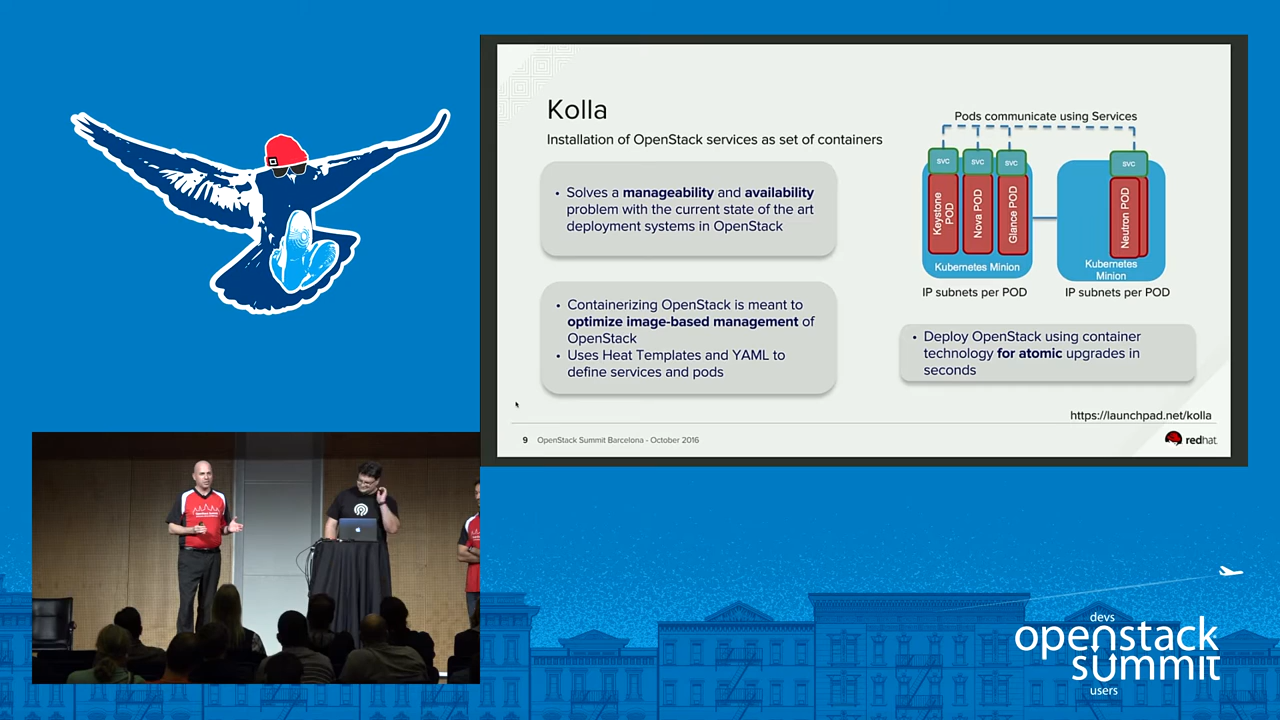 Kolla
Installation of OpenStack services as set of containers
• Solves a manageability and availability
problem with the current state of the art
deployment systems in OpenStack
• Containerizing OpenStack is meant to
optimize image-based management of
OpenStack
• Uses Heat Templates and YAML to
define services and pods
Pods communicate using Services
svc
svc
svc
svc
Keystone
POD
Nova POD
Glance POD
Neutron POD
Kubernetes Minion
Kubernetes
Minion
IP subnets per POD
IP subnets per POD
• Deploy OpenStack using container
technology for atomic upgrades in
seconds
https://launchpad.net/kolla
9 OpenStack Summit Barcelona - October 2016
redhat
devs
openstack
summit
users